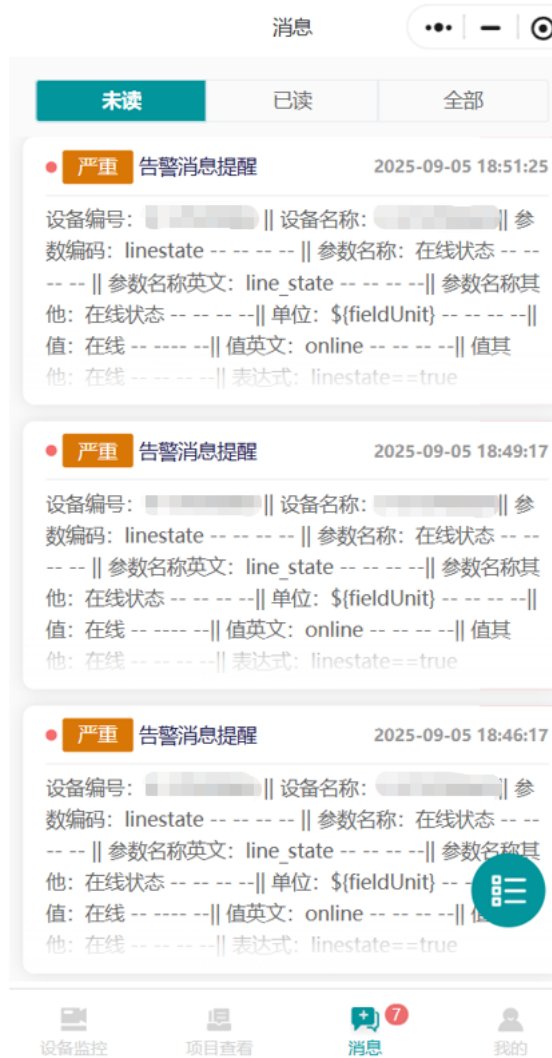 消息
未读 已读 全部
严重 告警消息提醒 2025-09-05 18:51:25
设备编号： || 设备名称： || 参
数编码：linestate -- -- -- -- || 参数名称：在线状态 -- --
-- -- || 参数名称英文：line_state -- -- -- --|| 参数名称其
他：在线状态 -- -- -- --|| 单位：${fieldUnit} -- -- -- --||
值：在线 -- ---- --|| 值英文：online -- -- -- --|| 值其
他：在线 -- -- -- --|| 表达式：linestate==true
严重 告警消息提醒 2025-09-05 18:49:17
设备编号： || 设备名称： || 参
数编码：linestate -- -- -- -- || 参数名称：在线状态 -- --
-- -- || 参数名称英文：line_state -- -- -- --|| 参数名称其
他：在线状态 -- -- -- --|| 单位：${fieldUnit} -- -- -- --||
值：在线 -- ---- --|| 值英文：online -- -- -- --|| 值其
他：在线 -- -- -- --|| 表达式：linestate==true
严重 告警消息提醒 2025-09-05 18:46:17
设备编号： || 设备名称： || 参
数编码：linestate -- -- -- -- || 参数名称：在线状态 -- --
-- -- || 参数名称英文：line_state -- -- -- --|| 参数名称其
他：在线状态 -- -- -- --|| 单位：${fieldUnit} -- -
值：在线 -- ---- --|| 值英文：online -- -- -- --||
他：在线 -- -- -- --|| 表达式：linestate==true
7
设备监控 项目查看 消息 我的